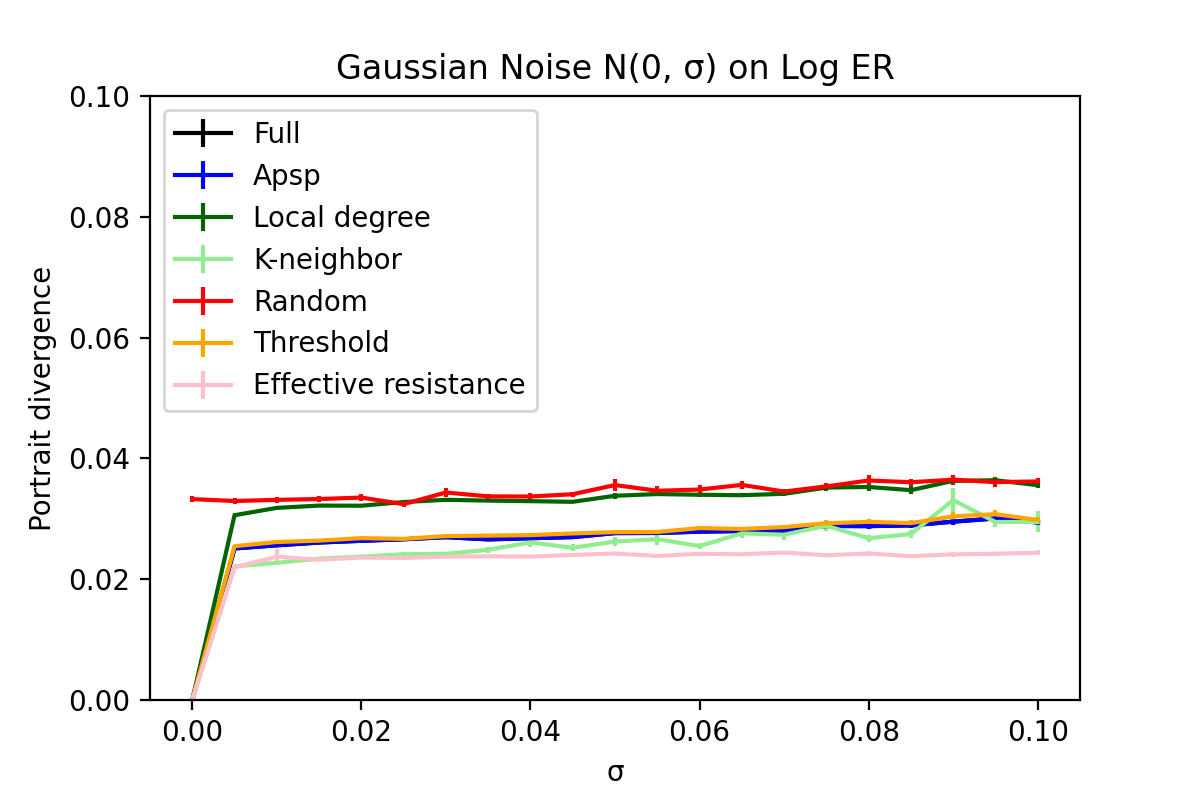 Gaussian Noise N(0, σ) on Log ER
0.10
0.08
0.06
0.04
0.02
0.00
Portrait divergence
Full
Apsp
Local degree
K-neighbor
Random
Threshold
Effective resistance
0.00 0.02 0.04 0.06 0.08 0.10
σ